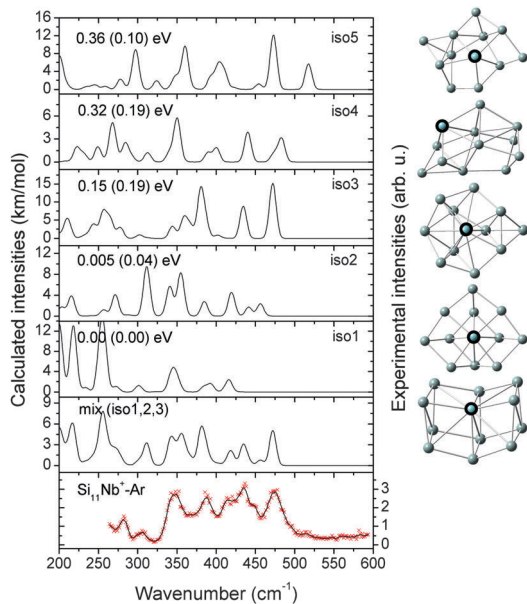 Calculated intensities (km/mol)
Experimental intensities (arb. u.)
16
12
8
4
0
0.36 (0.10) eV
iso5
6
3
0
0.32 (0.19) eV
iso4
15
10
5
0
0.15 (0.19) eV
iso3
12
8
4
0
0.005 (0.04) eV
iso2
12
8
4
0
0.00 (0.00) eV
iso1
8
4
0
mix (iso1,2,3)
Si₁₁Nb⁺-Ar
3
2
1
0
200 250 300 350 400 450 500 550 600
Wavenumber (cm⁻¹)